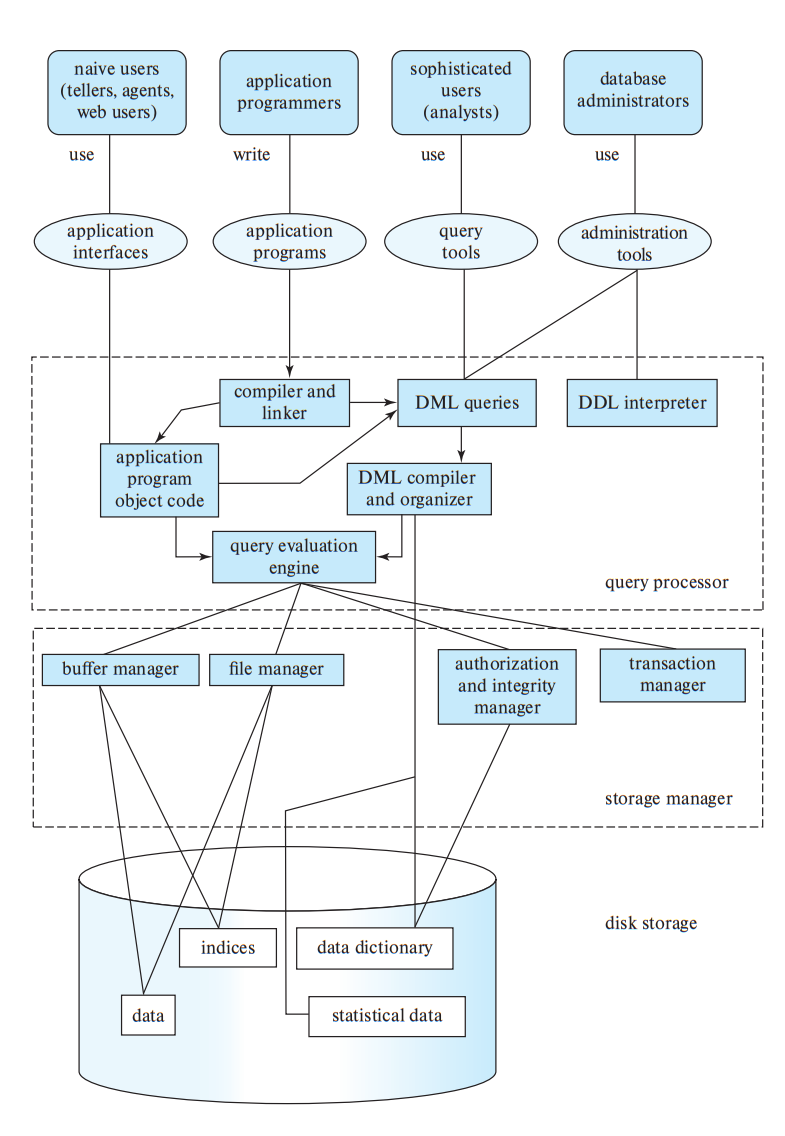 naive users
(tellers, agents,
web users)
application
programmers
sophisticated
users
(analysts)
database
administrators
use
write
use
use
application
interfaces
application
programs
query
tools
administration
tools
compiler and
linker
DML queries
DDL interpreter
application
program
object code
DML compiler
and organizer
query evaluation
engine
query processor
buffer manager
file manager
authorization
and integrity
manager
transaction
manager
storage manager
disk storage
indices
data dictionary
data
statistical data